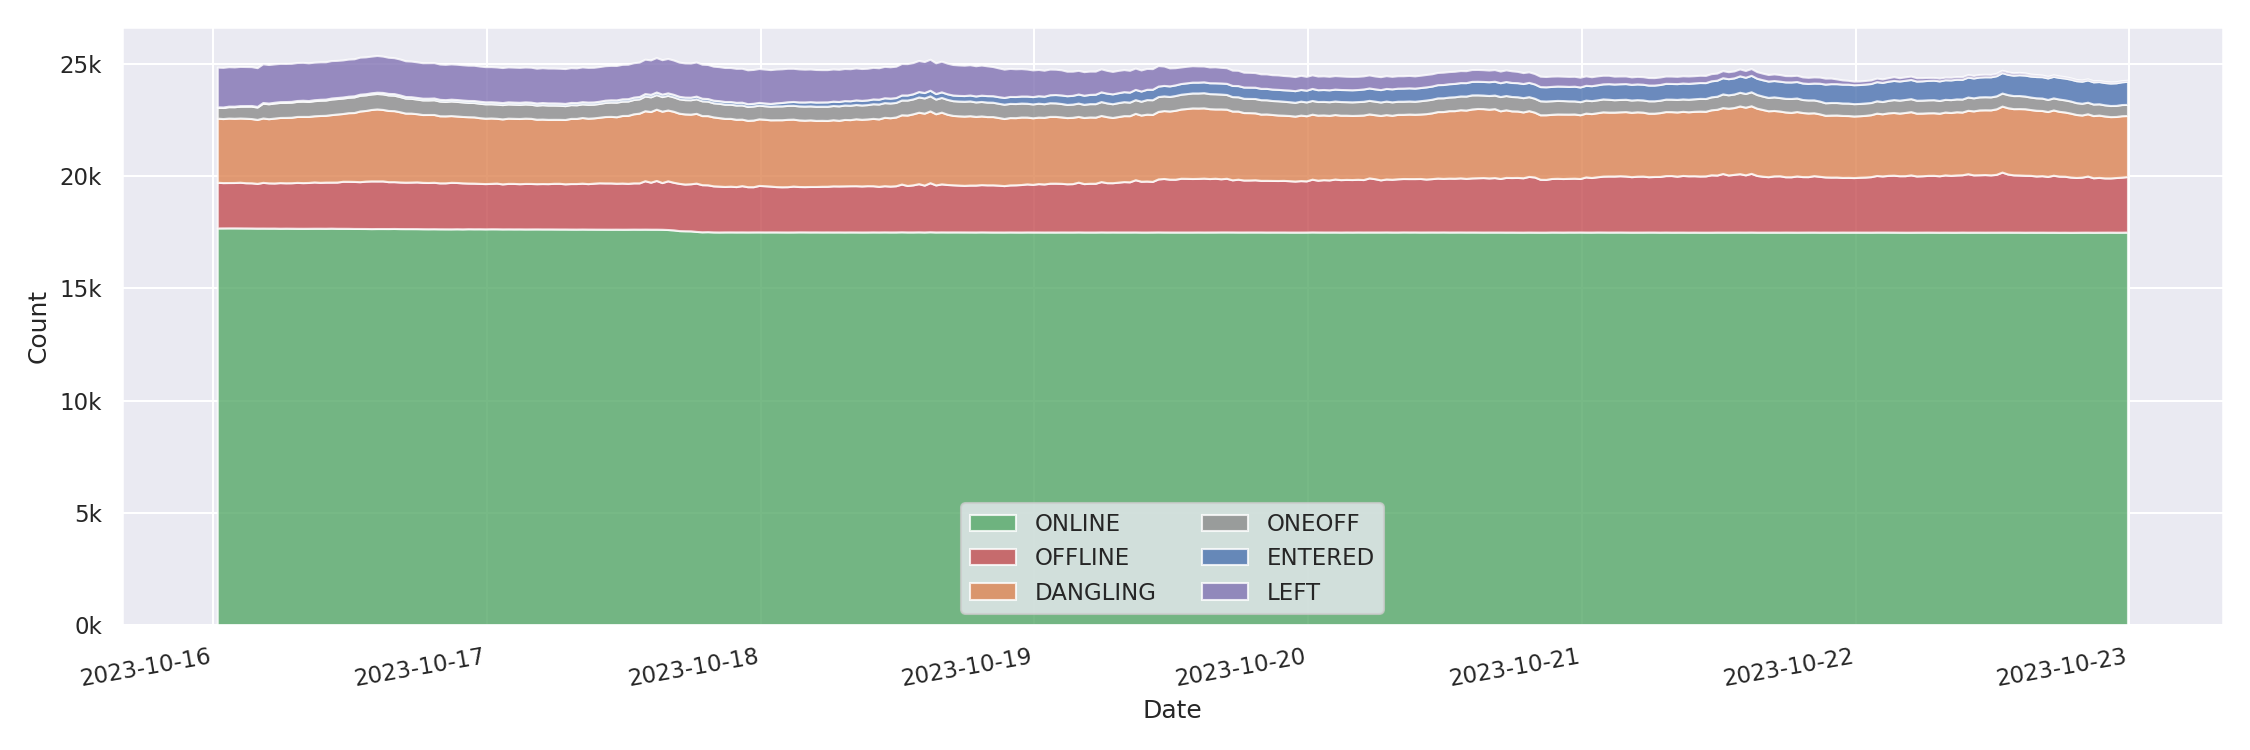 25k
20k
15k
10k
5k
0k
Count
ONLINE
OFFLINE
DANGLING
ONEOFF
ENTERED
LEFT
2023-10-16
2023-10-17
2023-10-18
2023-10-19
2023-10-20
2023-10-21
2023-10-22
2023-10-23
Date